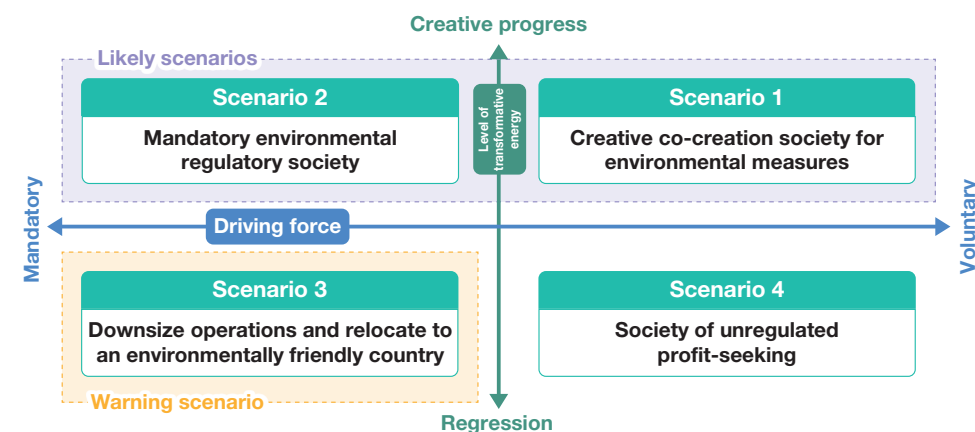 Creative progress
Likely scenarios
Scenario 2
Mandatory environmental
regulatory society
Level of
transformative
energy
Scenario 1
Creative co-creation society for
environmental measures
Mandatory
Driving force
Voluntary
Scenario 3
Downsize operations and relocate to
an environmentally friendly country
Scenario 4
Society of unregulated
profit-seeking
Warning scenario
Regression